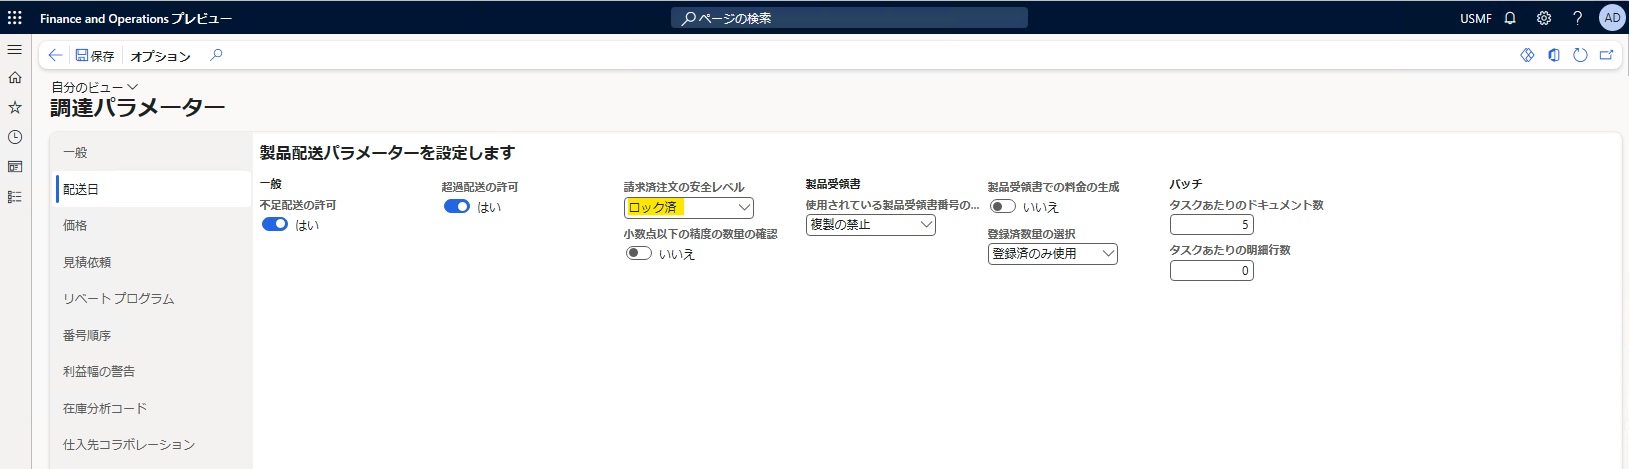 Finance and Operations プレビュー
ページの検索
USMF
AD
保存
オプション
自分のビュー
調達パラメーター
一般
配送日
価格
見積依頼
リベート プログラム
番号順序
利益幅の警告
在庫分析コード
仕入先コラボレーション
製品配送パラメーターを設定します
一般
不足配送の許可
はい
超過配送の許可
はい
請求済注文の安全レベル
ロック済
小数点以下の精度の数量の確認
いいえ
製品受領書
使用されている製品受領書番号の...
複製の禁止
製品受領書での料金の生成
いいえ
登録済数量の選択
登録済のみ使用
バッチ
タスクあたりのドキュメント数
5
タスクあたりの明細行数
0